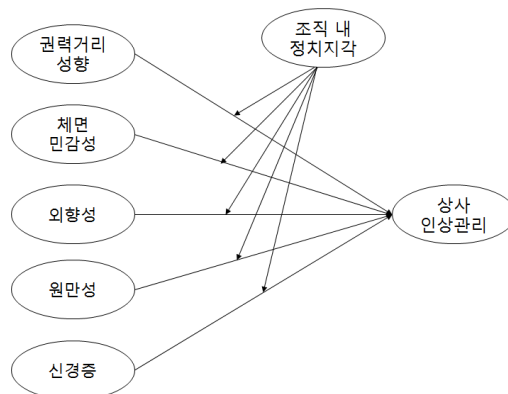 권력거리
성향
조직 내
정치지각
체면
민감성
외향성
상사
인상관리
원만성
신경증